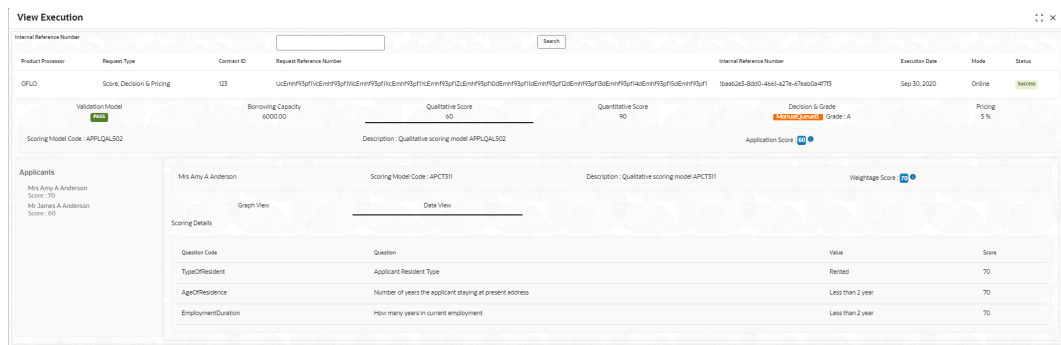 View Execution
Internal Reference Number
Search
Product Processor Request Type Contract ID Request Reference Number Internal Reference Number Execution Date Mode Status
OFLO Score, Decision & Pricing 123 Online Success
Sep 30, 2020
Validation Model Borrowing Capacity Qualitative Score Quantitative Score Decision & Grade Pricing
PASS 6000.00 60 90 ManualQueueB Grade : A 5 %
Scoring Model Code : APPLQAL502 Description : Qualitative scoring model APPLQAL502 Application Score : 60
Applicants
Mrs Amy A Anderson
Score : 70
Mr James A Anderson
Score : 60
Mrs Amy A Anderson Scoring Model Code : APCT311 Description : Qualitative scoring model APCT311 Weightage Score : 70
Graph View Data View
Scoring Details
Question Code Question Value Score
TypeOfResident Applicant Resident Type Rented 70
AgeOfResidence Number of years the applicant staying at present address Less than 2 year 70
EmploymentDuration How many years in current employment Less than 2 year 70